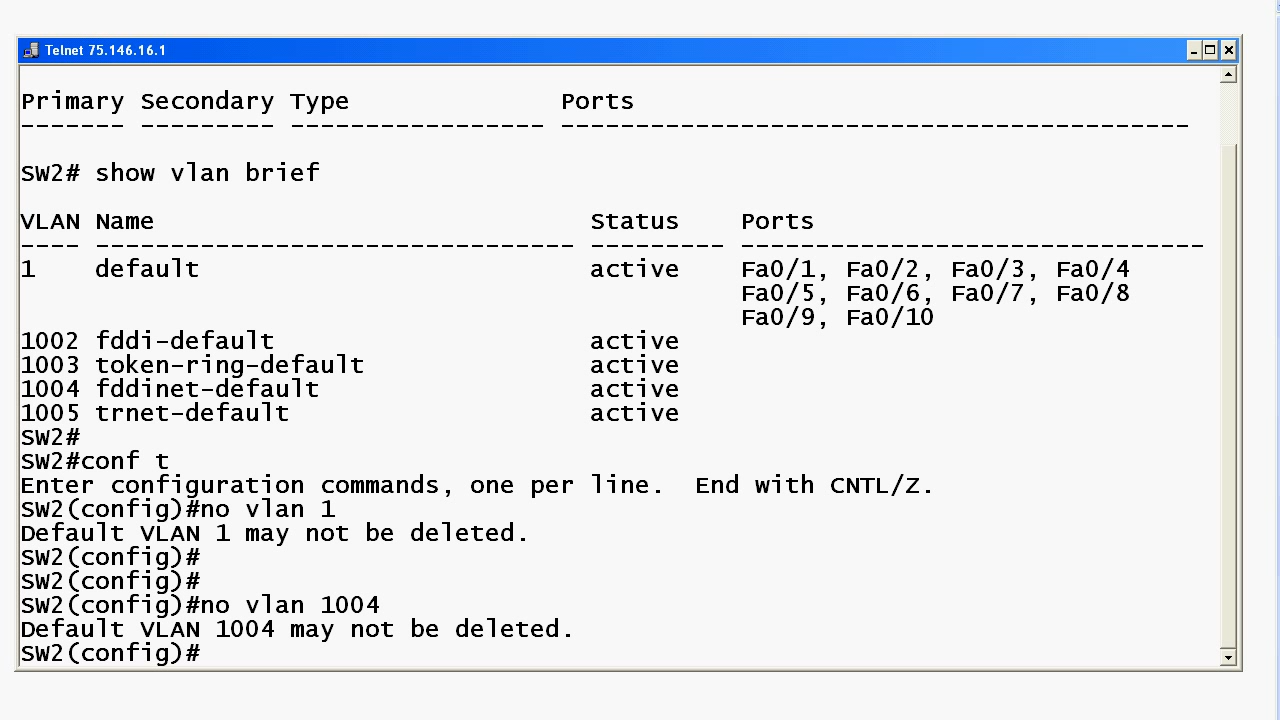 Telnet 75.146.16.1
Primary Secondary Type              Ports
------- --------- ----------------- ------------------------------------------
SW2# show vlan brief
VLAN Name                             Status    Ports
---- -------------------------------- --------- -------------------------------
1    default                          active    Fa0/1, Fa0/2, Fa0/3, Fa0/4
                                                Fa0/5, Fa0/6, Fa0/7, Fa0/8
                                                Fa0/9, Fa0/10
1002 fddi-default                     active
1003 token-ring-default               active
1004 fddinet-default                  active
1005 trnet-default                    active
SW2#
SW2#conf t
Enter configuration commands, one per line.  End with CNTL/Z.
SW2(config)#no vlan 1
Default VLAN 1 may not be deleted.
SW2(config)#
SW2(config)#
SW2(config)#no vlan 1004
Default VLAN 1004 may not be deleted.
SW2(config)#